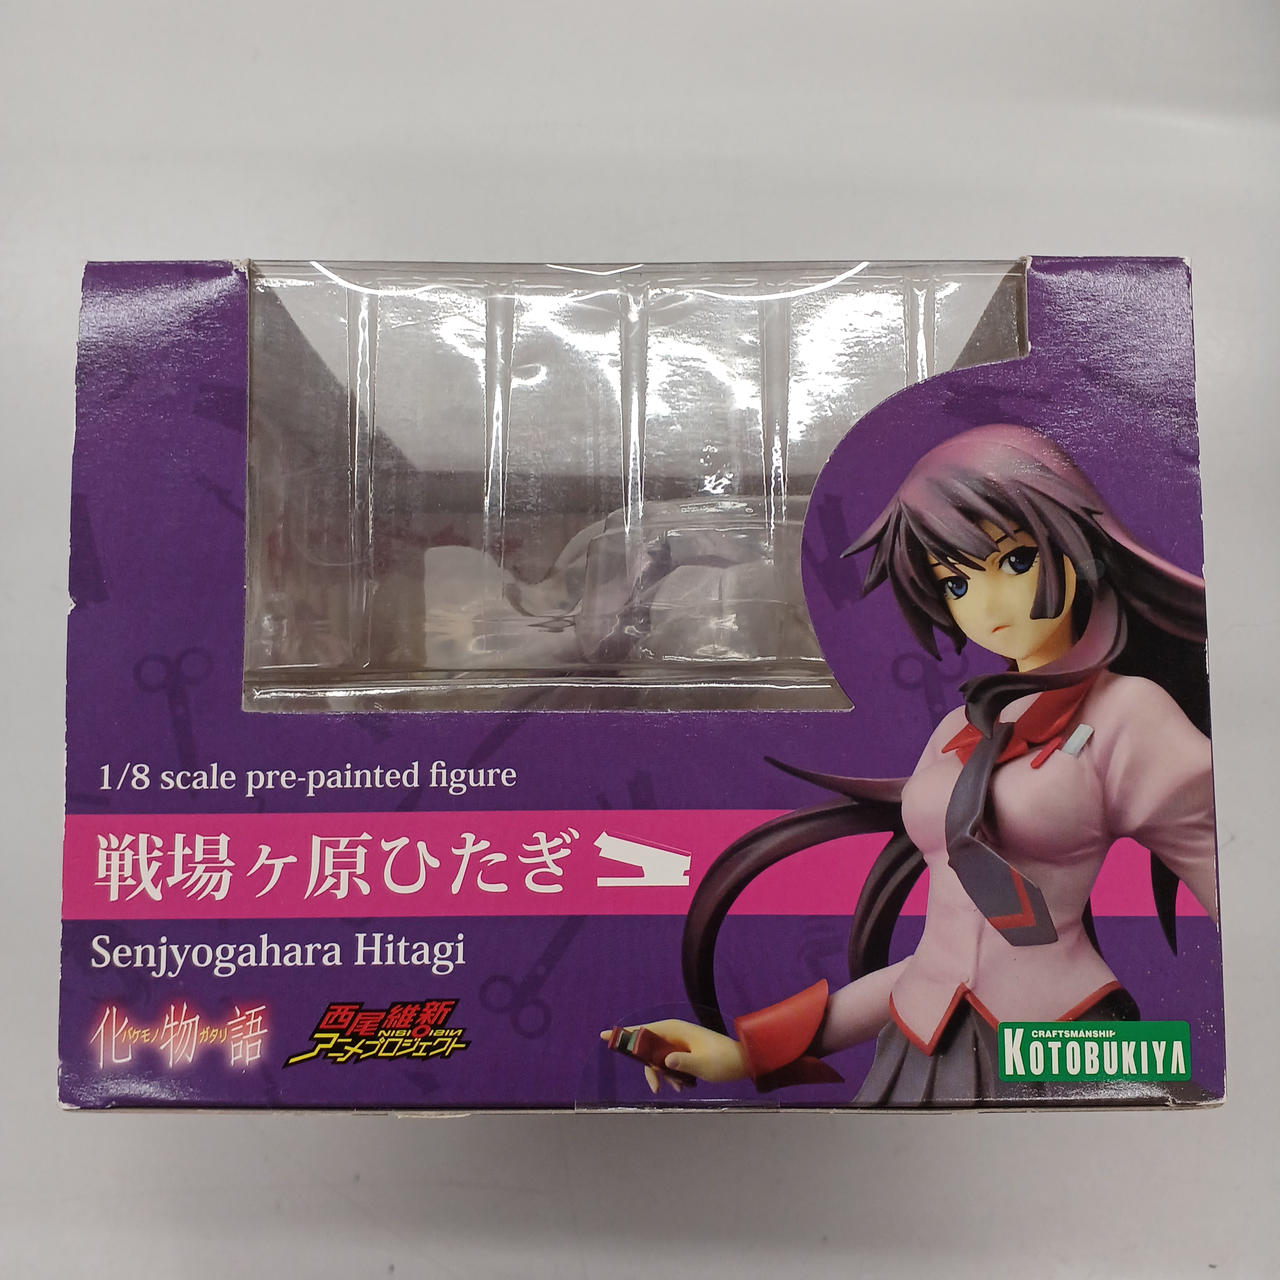 1/8 scale pre-painted figure
戦場ヶ原ひたぎ
Senjyogahara Hitagi
化物語
バケモノガタリ
西尾維新
NISIOISIN
アニメプロジェクト
CRAFTSMANSHIP
KOTOBUKIYA